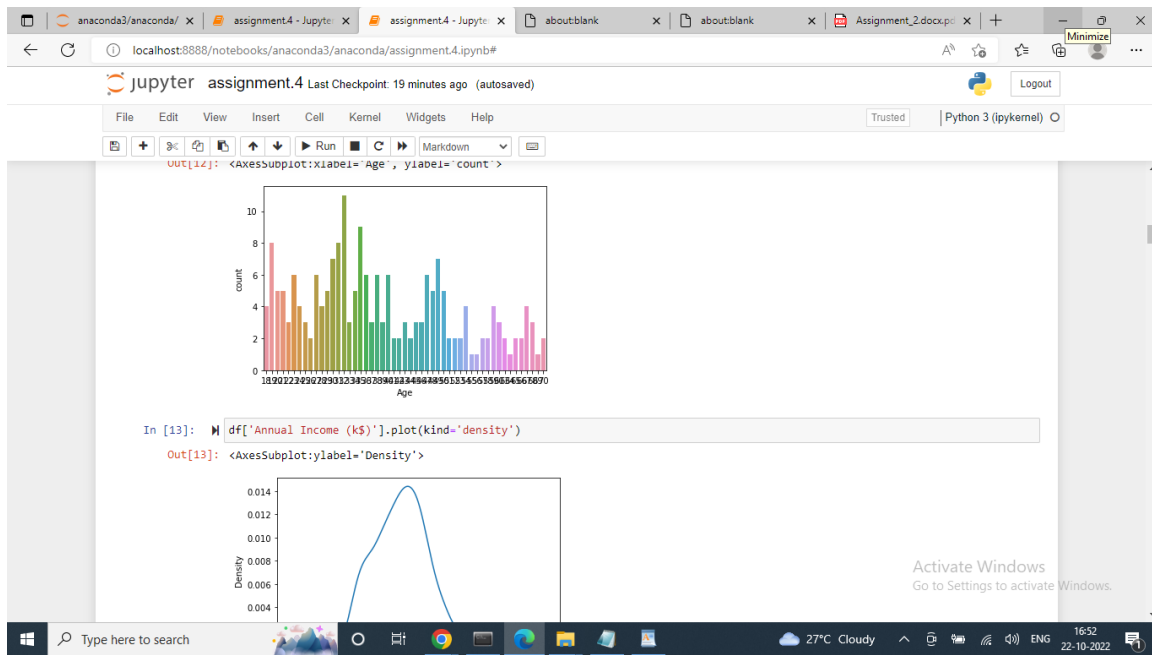 anaconda3/anaconda/
assignment.4 - Jupyte
assignment.4 - Jupyte
about:blank
about:blank
Assignment_2.docx.pd
Minimize
localhost:8888/notebooks/anaconda3/anaconda/assignment.4.ipynb#
jupyter assignment.4 Last Checkpoint: 19 minutes ago (autosaved)
Logout
File Edit View Insert Cell Kernel Widgets Help
Trusted
Python 3 (ipykernel)
Run
Markdown
Out[12]: <AxesSubplot:xlabel='Age', ylabel='count'>
10
8
6
4
2
0
count
Age
In [13]: df['Annual Income (k$)'].plot(kind='density')
Out[13]: <AxesSubplot:ylabel='Density'>
0.014
0.012
0.010
0.008
0.006
0.004
Density
Activate Windows
Go to Settings to activate Windows.
Type here to search
27°C Cloudy
ENG
16:52
22-10-2022
1